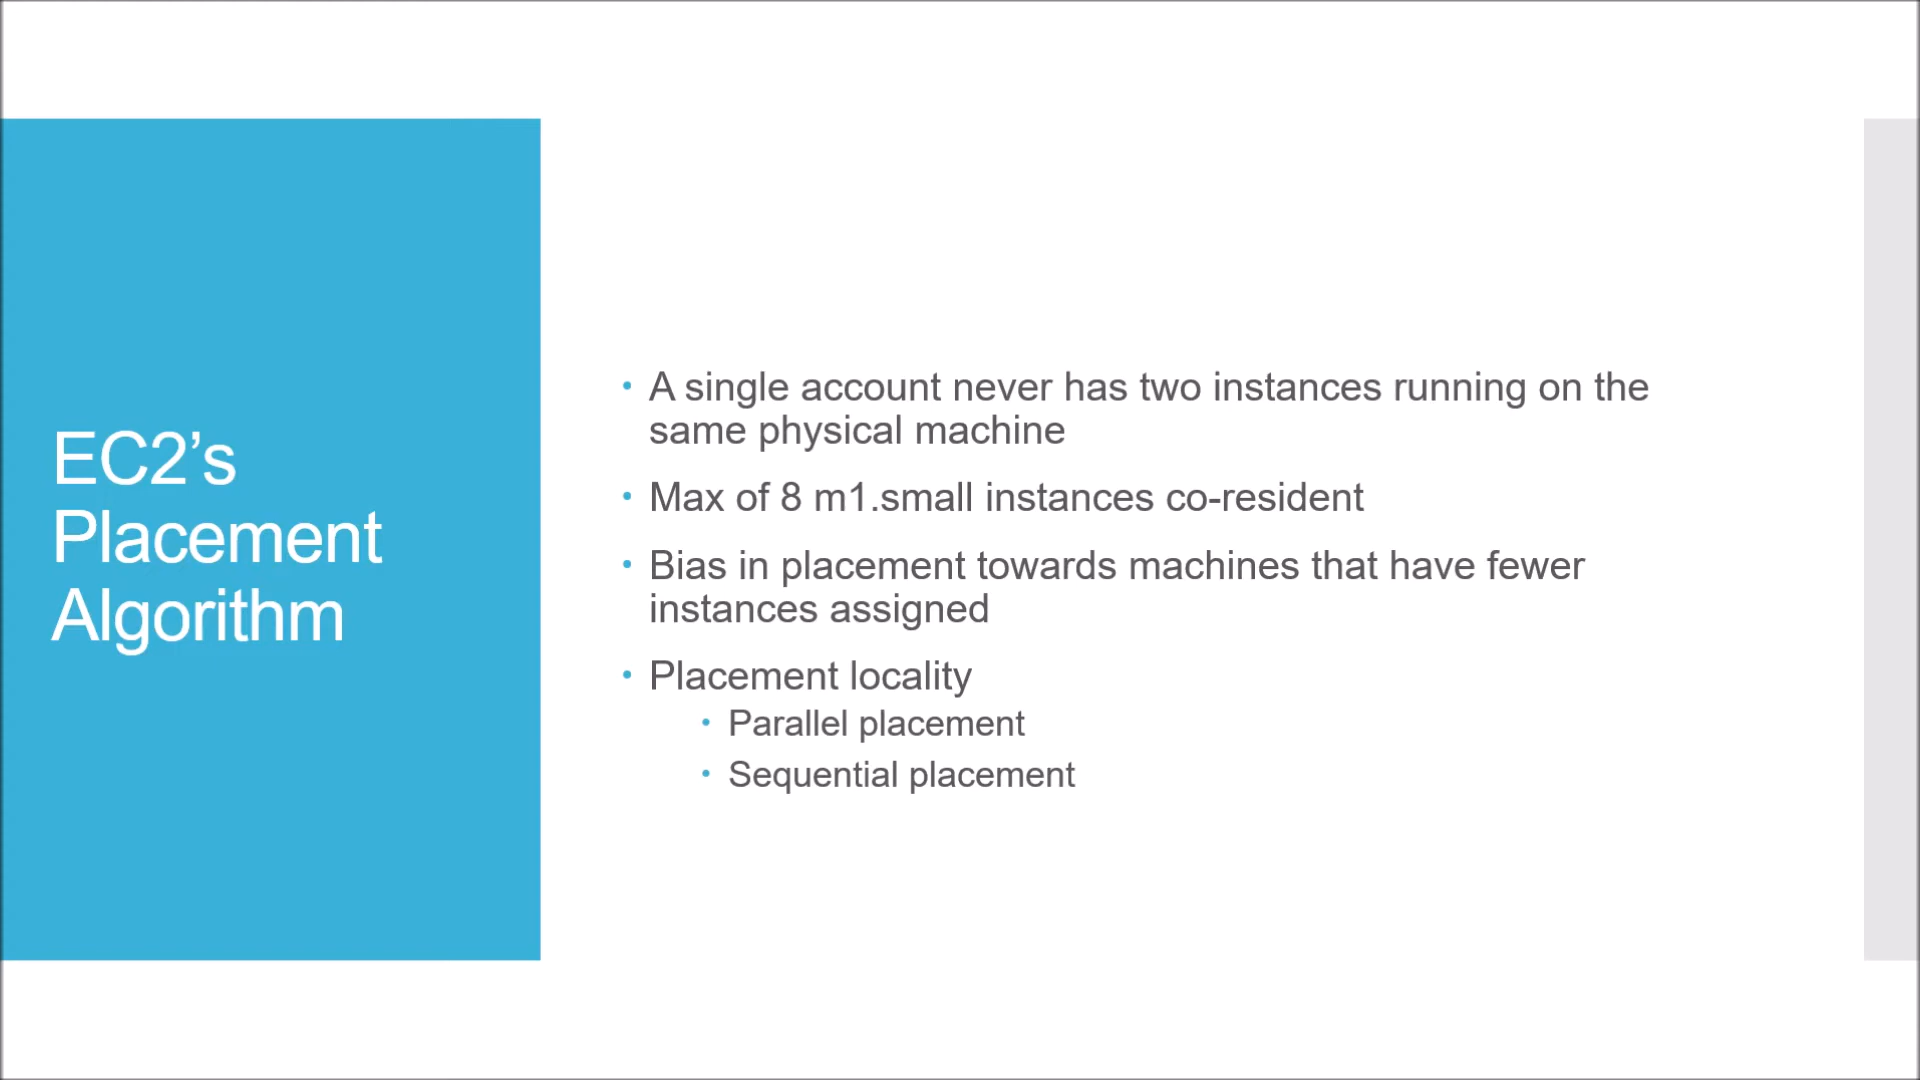 EC2’s
Placement
Algorithm
• A single account never has two instances running on the
same physical machine
• Max of 8 m1.small instances co-resident
• Bias in placement towards machines that have fewer
instances assigned
• Placement locality
• Parallel placement
• Sequential placement